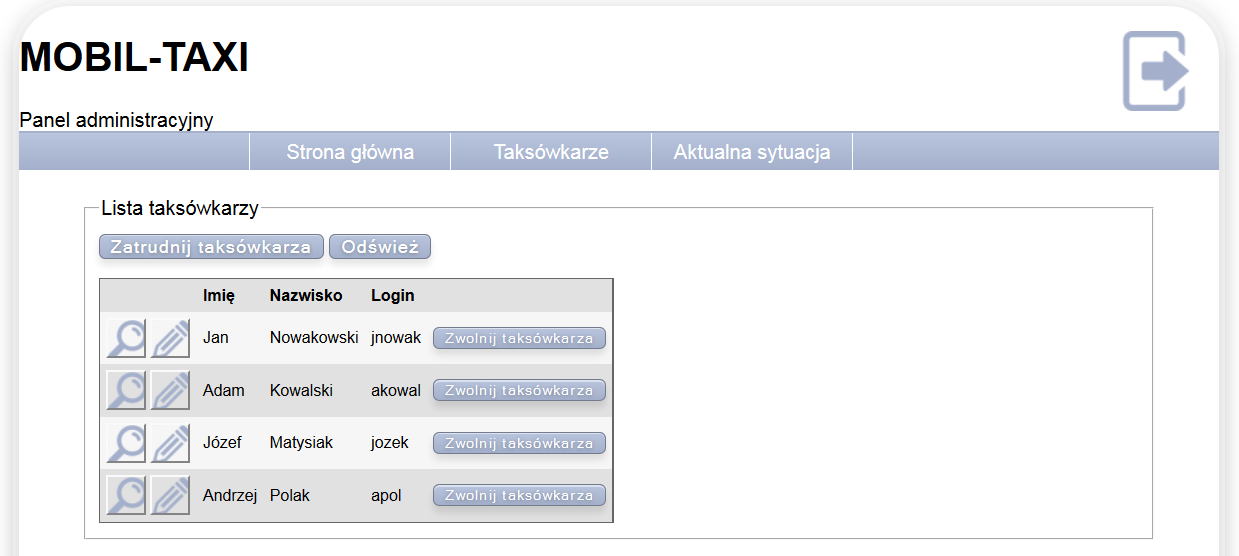 MOBIL-TAXI
Panel administracyjny
Strona główna Taksówkarze Aktualna sytuacja
Lista taksówkarzy
Zatrudnij taksówkarza Odśwież
Imię Nazwisko Login
Jan Nowakowski jnowak Zwolnij taksówkarza
Adam Kowalski akowal Zwolnij taksówkarza
Józef Matysiak jozek Zwolnij taksówkarza
Andrzej Polak apol Zwolnij taksówkarza